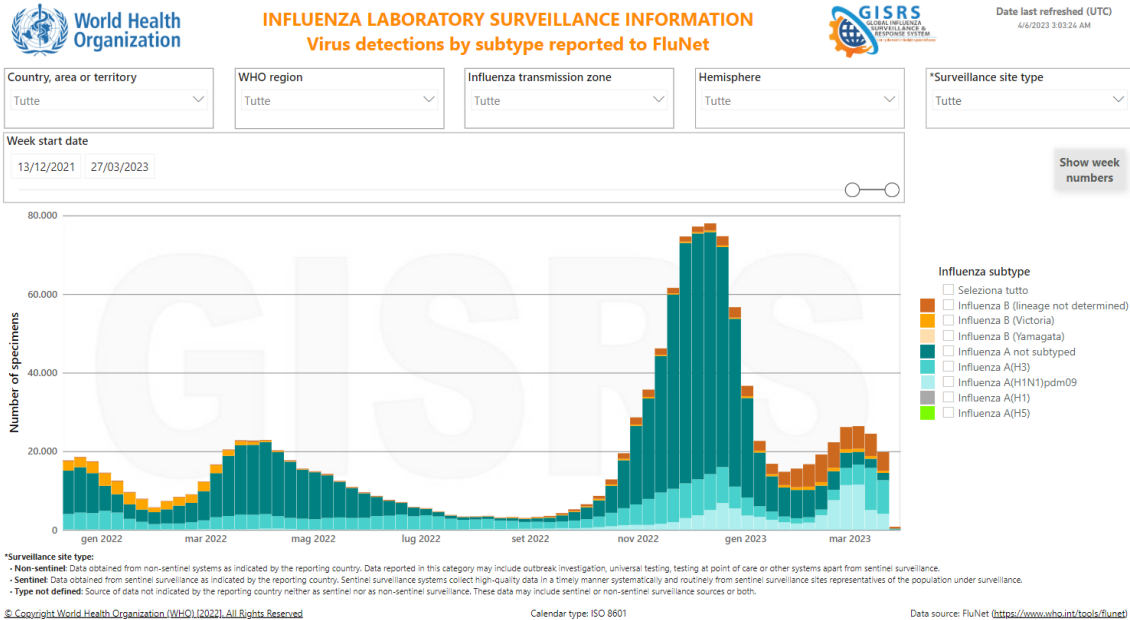 World Health
Organization
INFLUENZA LABORATORY SURVEILLANCE INFORMATION
Virus detections by subtype reported to FluNet
GISRS
GLOBAL INFLUENZA
SURVEILLANCE &
RESPONSE SYSTEM
Date last refreshed (UTC)
4/6/2023 3:03:24 AM
Country, area or territory
Tutte
WHO region
Tutte
Influenza transmission zone
Tutte
Hemisphere
Tutte
*Surveillance site type
Tutte
Week start date
13/12/2021 27/03/2023
Show week
numbers
Number of specimens
80.000
60.000
40.000
20.000
0
GISRS
gen 2022 mar 2022 mag 2022 lug 2022 set 2022 nov 2022 gen 2023 mar 2023
Influenza subtype
Seleziona tutto
Influenza B (lineage not determined)
Influenza B (Victoria)
Influenza B (Yamagata)
Influenza A not subtyped
Influenza A(H3)
Influenza A(H1N1)pdm09
Influenza A(H1)
Influenza A(H5)
*Surveillance site type:
• Non-sentinel: Data obtained from non-sentinel systems as indicated by the reporting country. Data reported in this category may include outbreak investigation, universal testing, testing at point of care or other systems apart from sentinel surveillance.
• Sentinel: Data obtained from sentinel surveillance as indicated by the reporting country. Sentinel surveillance systems collect high-quality data in a timely manner systematically and routinely from sentinel surveillance sites representatives of the population under surveillance.
• Type not defined: Source of data not indicated by the reporting country neither as sentinel nor as non-sentinel surveillance. These data may include sentinel or non-sentinel surveillance sources or both.
© Copyright World Health Organization (WHO) [2022]. All Rights Reserved
Calendar type: ISO 8601
Data source: FluNet (https://www.who.int/tools/flunet)